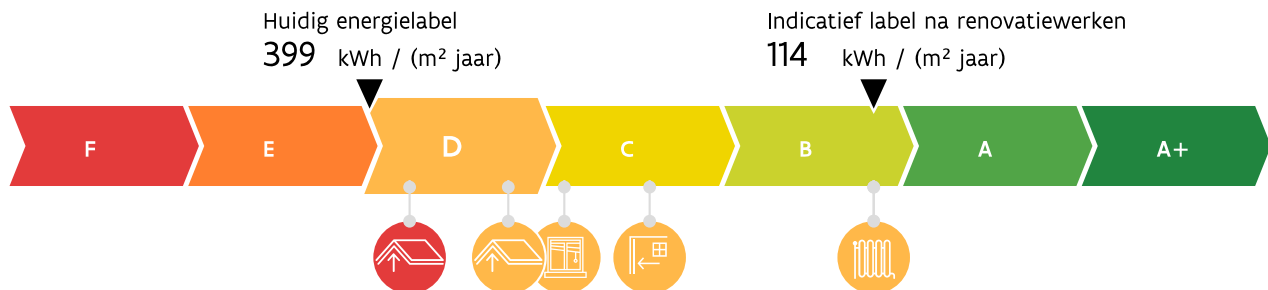 Huidig energielabel
399 kWh / (m² jaar)
Indicatief label na renovatiewerken
114 kWh / (m² jaar)
F E D C B A A+